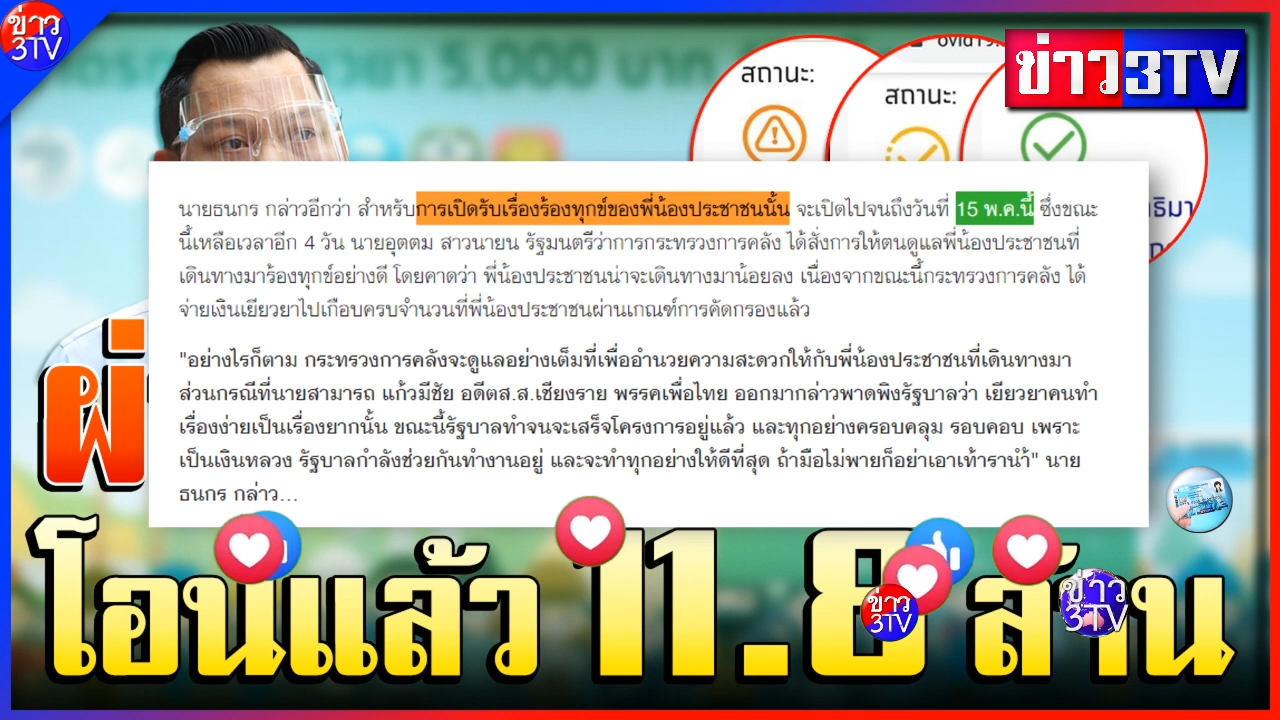 ข่าว
3TV
5,000 บาท
ovid19.
ข่าว3TV
สถานะ:
สถานะ:
นายธนกร กล่าวอีกว่า สำหรับการเปิดรับเรื่องร้องทุกข์ของพี่น้องประชาชนนั้น จะเปิดไปจนถึงวันที่ 15 พ.ค.นี้ ซึ่งขณะ
นี้เหลือเวลาอีก 4 วัน นายอุตตม สาวนายน รัฐมนตรีว่าการกระทรวงการคลัง ได้สั่งการให้ตนดูแลพี่น้องประชาชนที่
เดินทางมาร้องทุกข์อย่างดี โดยคาดว่า พี่น้องประชาชนน่าจะเดินทางมาน้อยลง เนื่องจากขณะนี้กระทรวงการคลัง ได้
จ่ายเงินเยียวยาไปเกือบครบจำนวนที่พี่น้องประชาชนผ่านเกณฑ์การคัดกรองแล้ว
"อย่างไรก็ตาม กระทรวงการคลังจะดูแลอย่างเต็มที่เพื่ออำนวยความสะดวกให้กับพี่น้องประชาชนที่เดินทางมา
ส่วนกรณีที่นายสามารถ แก้วมีชัย อดีตส.ส.เชียงราย พรรคเพื่อไทย ออกมากล่าวพาดพิงรัฐบาลว่า เยียวยาคนทำ
เรื่องง่ายเป็นเรื่องยากนั้น ขณะนี้รัฐบาลทำจนจะเสร็จโครงการอยู่แล้ว และทุกอย่างครอบคลุม รอบคอบ เพราะ
เป็นเงินหลวง รัฐบาลกำลังช่วยกันทำงานอยู่ และจะทำทุกอย่างให้ดีที่สุด ถ้ามือไม่พายก็อย่าเอาเท้าราน้ำ" นาย
ธนกร กล่าว...
โอนแล้ว 11.8 ล้าน
ข่าว
3TV
ข่าว
3TV